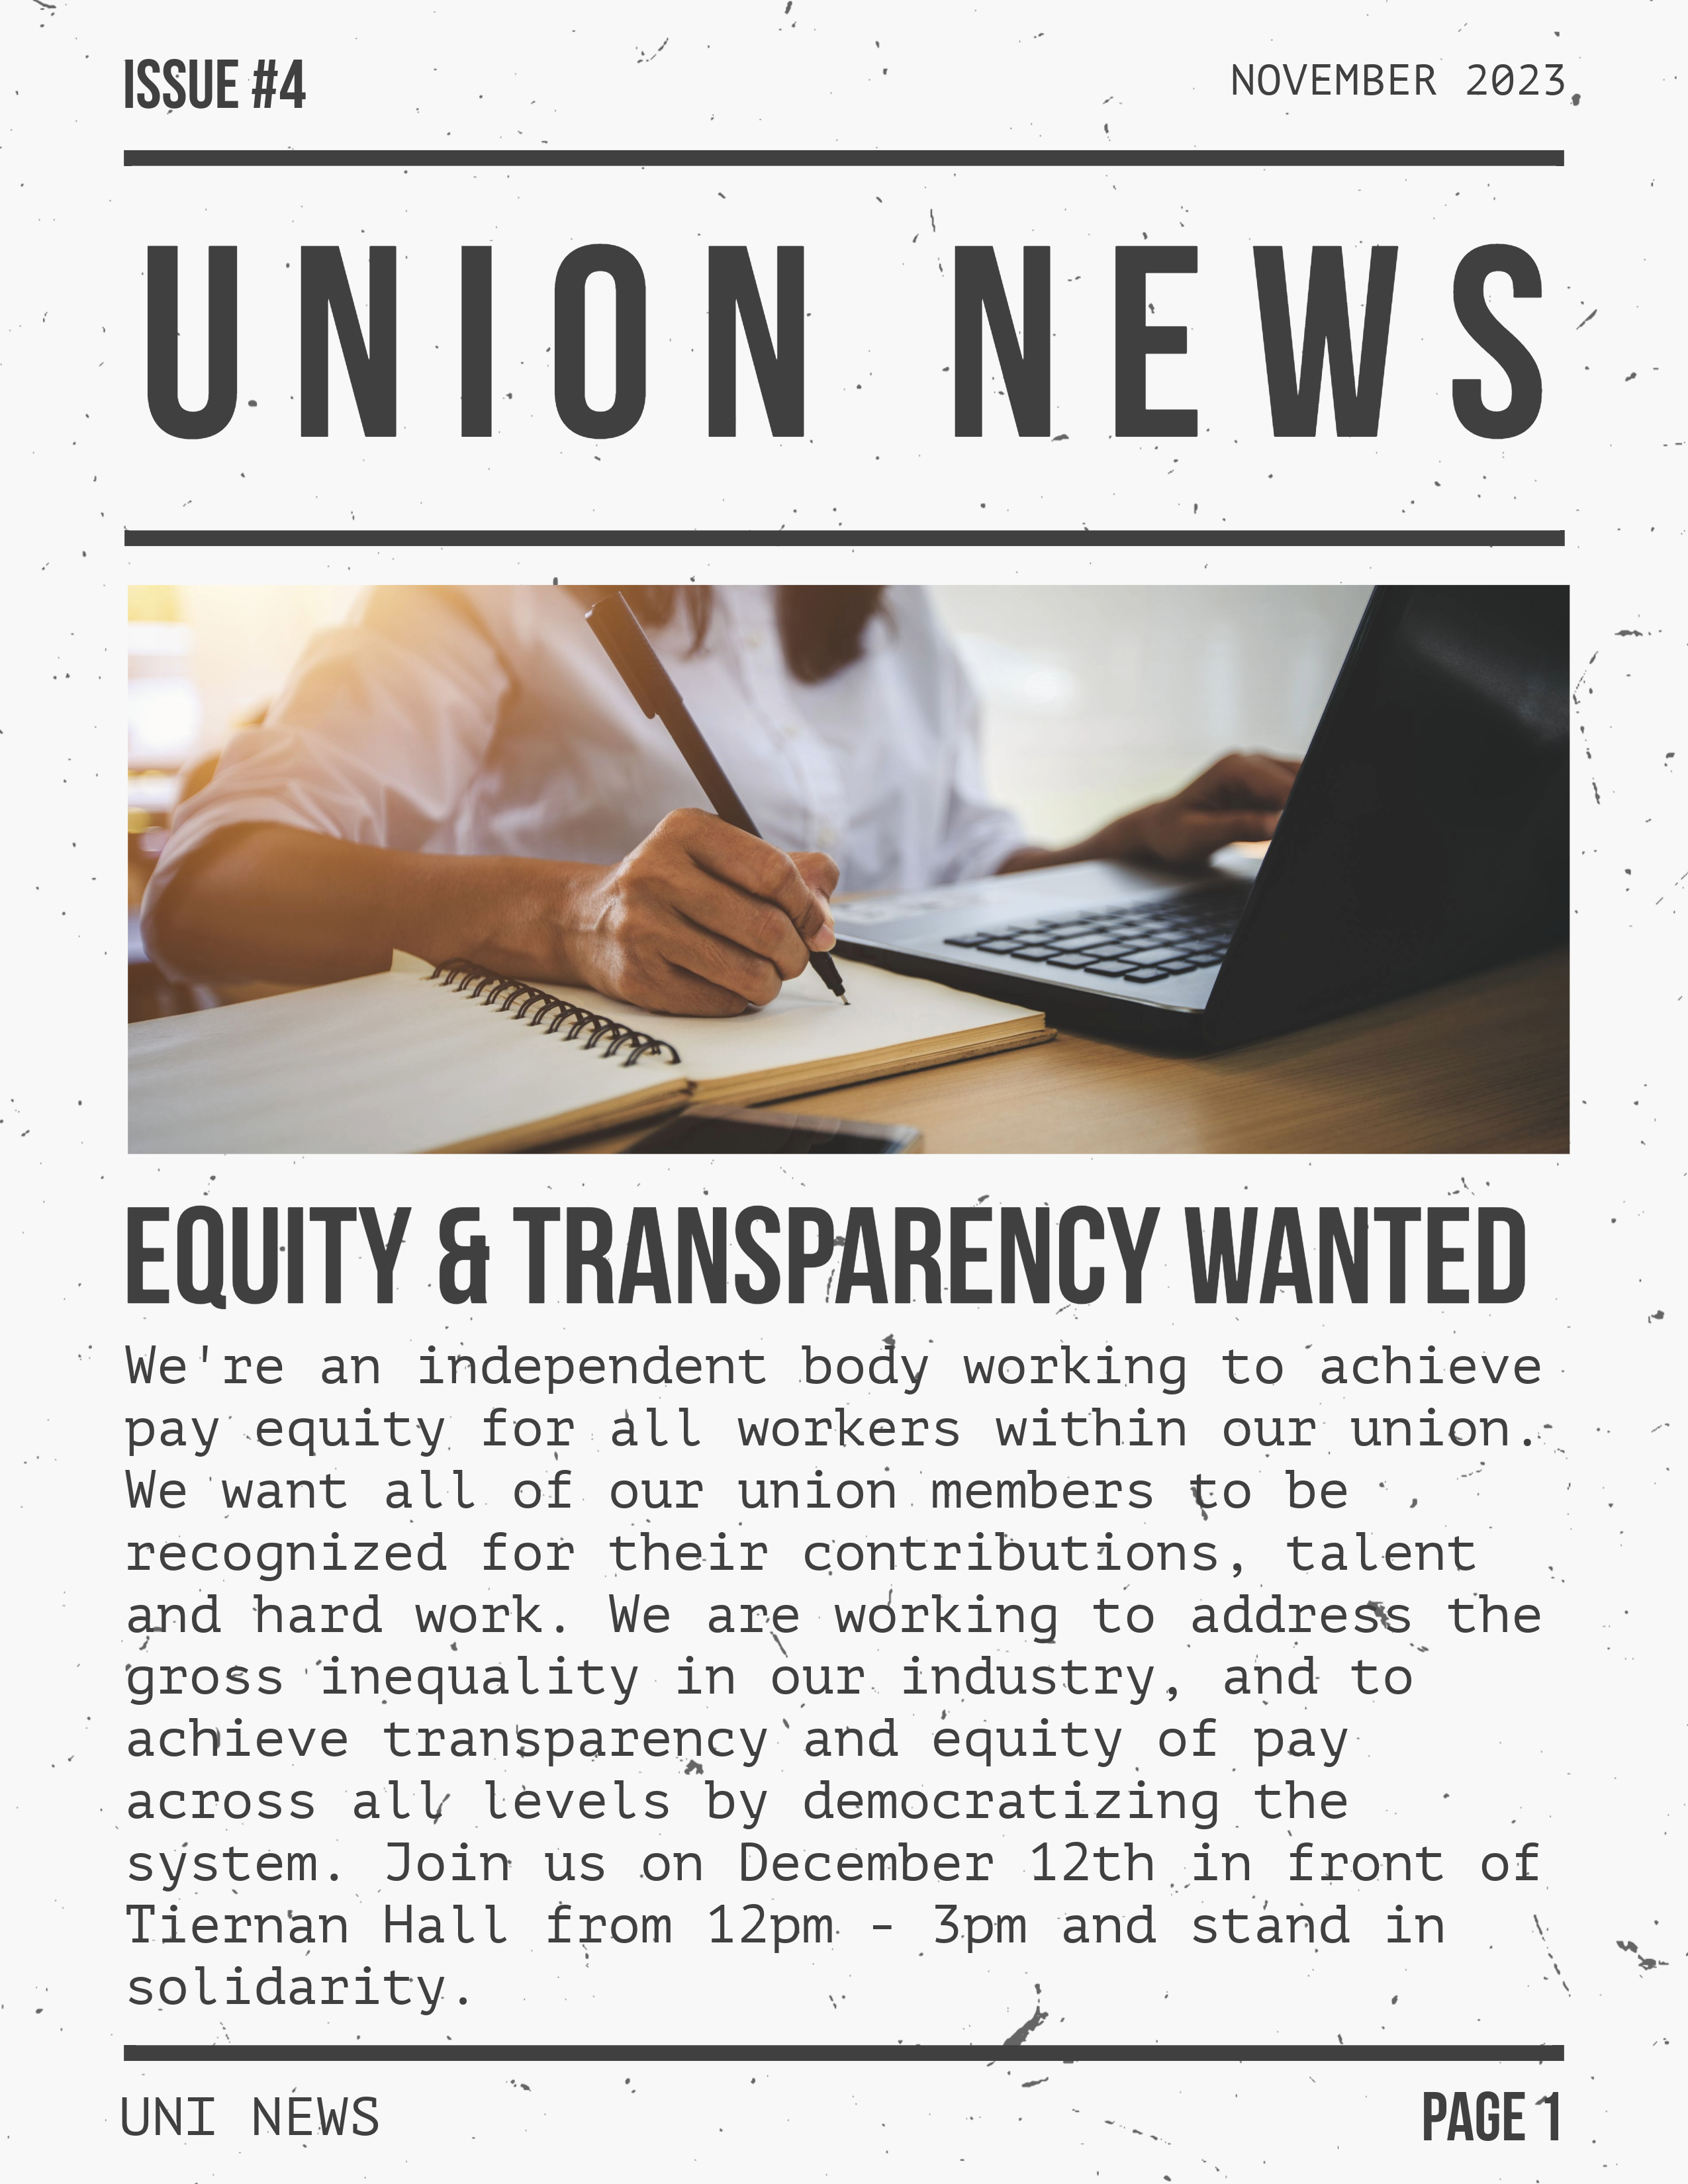 ISSUE #4
NOVEMBER 2023
UNION NEWS
EQUITY & TRANSPARENCY WANTED
We're an independent body working to achieve
pay equity for all workers within our union.
We want all of our union members to be
recognized for their contributions, talent
and hard work. We are working to address the
gross inequality in our industry, and to
achieve transparency and equity of pay
across all levels by democratizing the
system. Join us on December 12th in front of
Tiernan Hall from 12pm - 3pm and stand in
solidarity.
UNI NEWS
PAGE 1